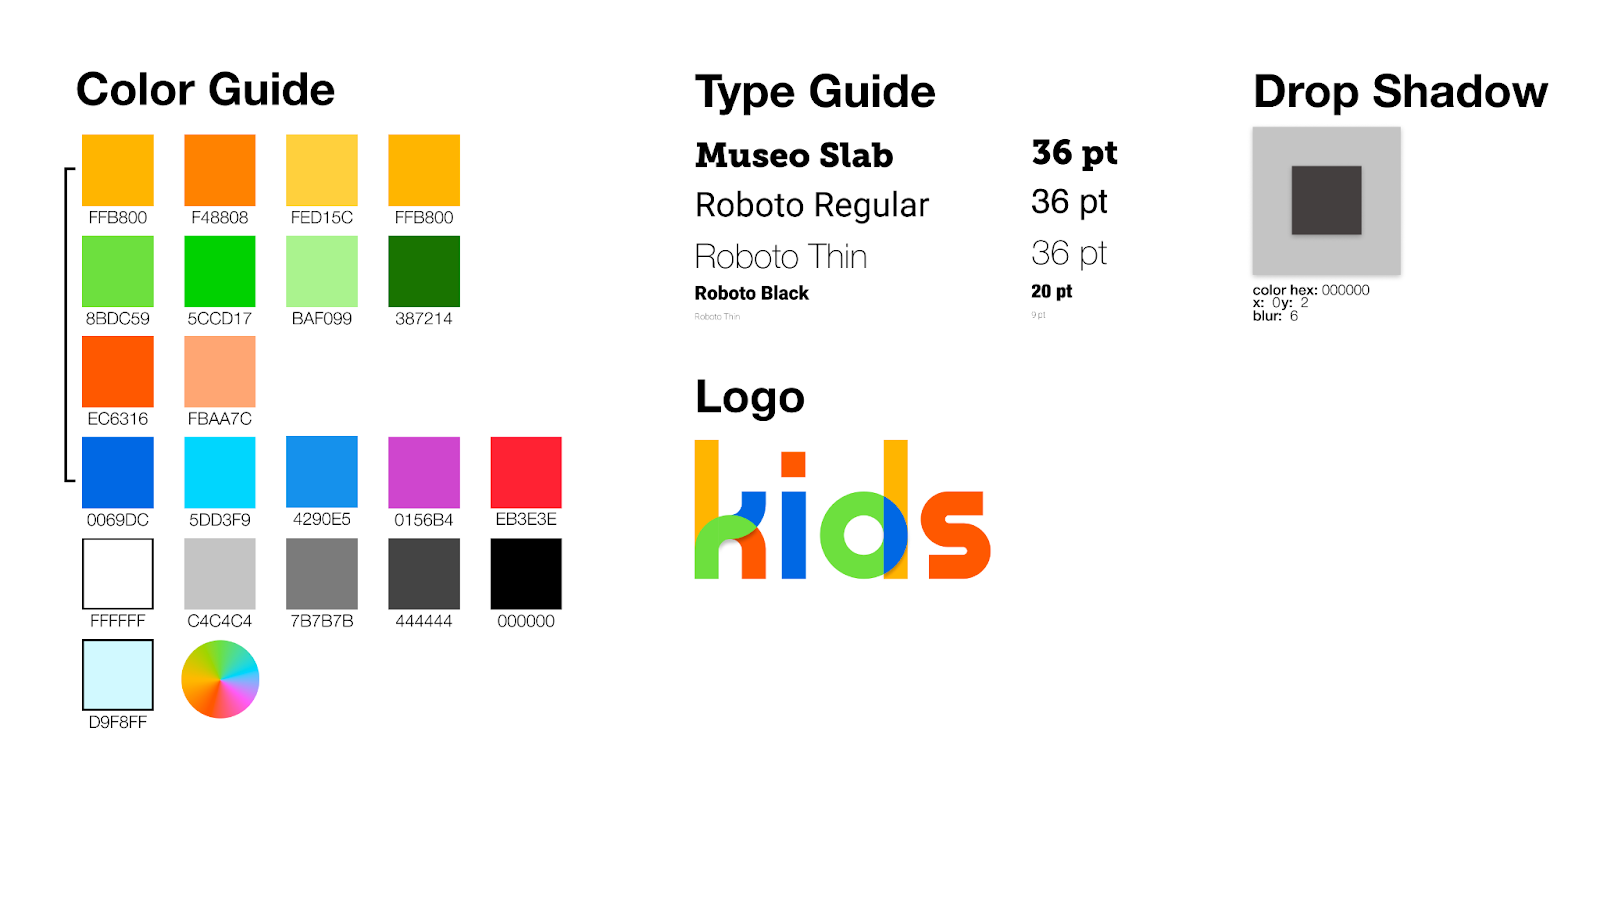 Color Guide
FFB800 F48808 FED15C FFB800
8BDC59 5CCD17 BAF099 387214
EC6316 FBAA7C
0069DC 5DD3F9 4290E5 0156B4 EB3E3E
FFFFFF C4C4C4 7B7B7B 444444 000000
D9F8FF
Type Guide
Museo Slab 36 pt
Roboto Regular 36 pt
Roboto Thin 36 pt
Roboto Black 20 pt
Roboto Thin 9 pt
Logo
kids
Drop Shadow
color hex: 000000
x: 0y: 2
blur: 6